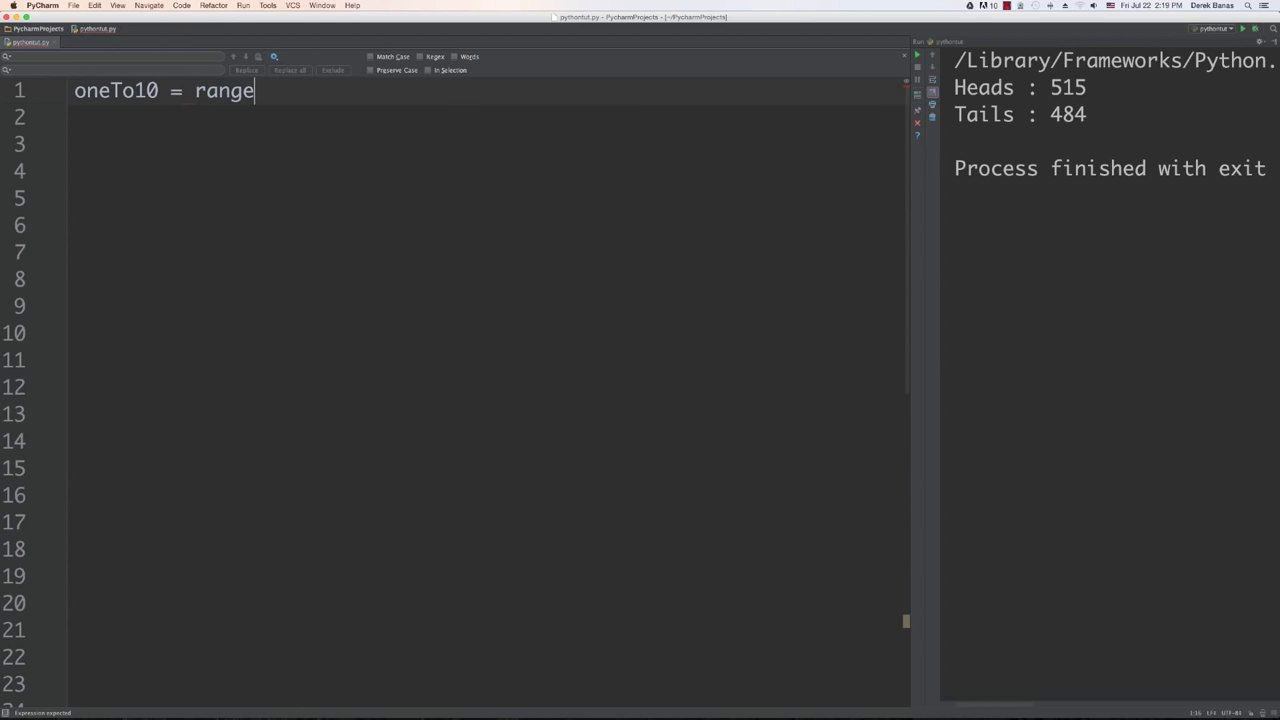 PyCharm File Edit View Navigate Code Refactor Run Tools VCS Window Help 10 Fri Jul 22 2:19 PM Derek Banas
pythontut.py - PycharmProjects - [~/PycharmProjects]
PycharmProjects pythontut.py pythontut
pythontut.py Run: pythontut
Match Case Regex Words
Replace Replace all Exclude Preserve Case In Selection
1 oneTo10 = range
2
3
4
5
6
7
8
9
10
11
12
13
14
15
16
17
18
19
20
21
22
23
/Library/Frameworks/Python.
Heads : 515
Tails : 484
Process finished with exit
Expression expected 1:16 LF‡ UTF-8‡